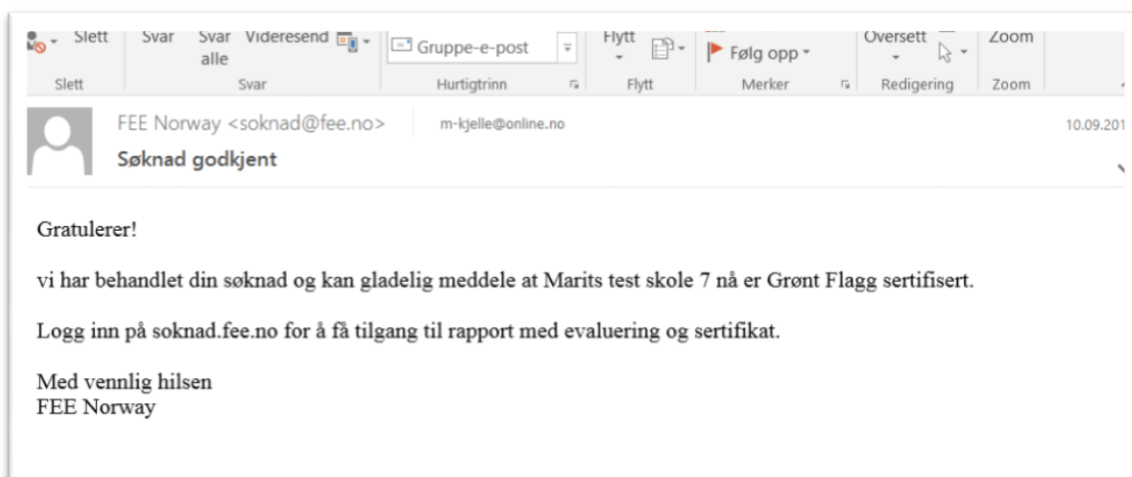 Slett Svar Svar alle Videresend Gruppe-e-post Flytt Følg opp Oversett Zoom
Slett Svar Hurtigtrinn Flytt Merker Redigering Zoom
FEE Norway <soknad@fee.no> m-kjelle@online.no 10.09.201
Søknad godkjent
Gratulerer!
vi har behandlet din søknad og kan gladelig meddele at Marits test skole 7 nå er Grønt Flagg sertifisert.
Logg inn på soknad.fee.no for å få tilgang til rapport med evaluering og sertifikat.
Med vennlig hilsen
FEE Norway